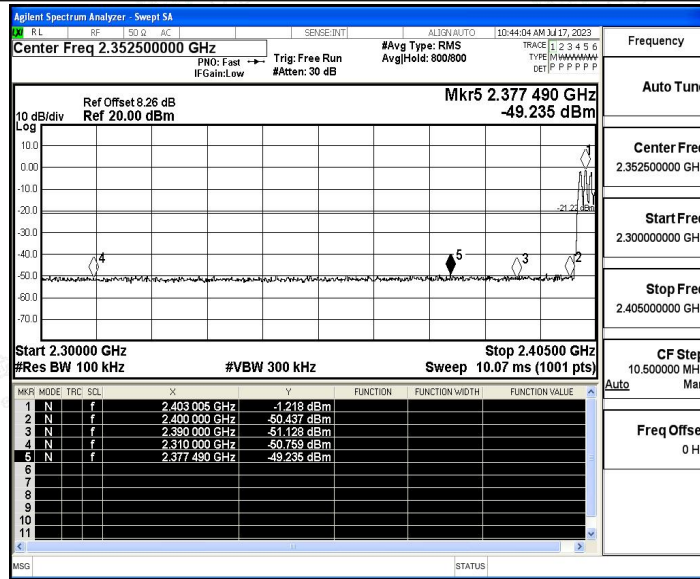 Agilent Spectrum Analyzer - Swept SA
RL RF 50 Ω AC SENSE:INT ALIGN AUTO 10:44:04 AM Jul 17, 2023
Center Freq 2.352500000 GHz
PNO: Fast
IFGain:Low
Trig: Free Run
#Atten: 30 dB
#Avg Type: RMS
Avg|Hold: 800/800
TRACE 1 2 3 4 5 6
TYPE M
DET P P P P P P
Ref Offset 8.26 dB
10 dB/div Ref 20.00 dBm
Log
Mkr5 2.377 490 GHz
-49.235 dBm
10.0
0.00
-10.0
-20.0
-30.0
-40.0
-50.0
-60.0
-70.0
1
4
5
3
2
Start 2.30000 GHz Stop 2.40500 GHz
#Res BW 100 kHz #VBW 300 kHz Sweep 10.07 ms (1001 pts)
MKR MODE TRC SCL X Y FUNCTION FUNCTION WIDTH FUNCTION VALUE
1 N f 2.403 005 GHz -1.218 dBm
2 N f 2.400 000 GHz -50.437 dBm
3 N f 2.390 000 GHz -51.128 dBm
4 N f 2.310 000 GHz -50.759 dBm
5 N f 2.377 490 GHz -49.235 dBm
6
7
8
9
10
11
MSG STATUS
Frequency
Auto Tun
Center Fre
2.352500000 GH
Start Fre
2.300000000 GH
Stop Fre
2.405000000 GH
CF Ste
10.500000 MH
Auto Ma
Freq Offse
0 H